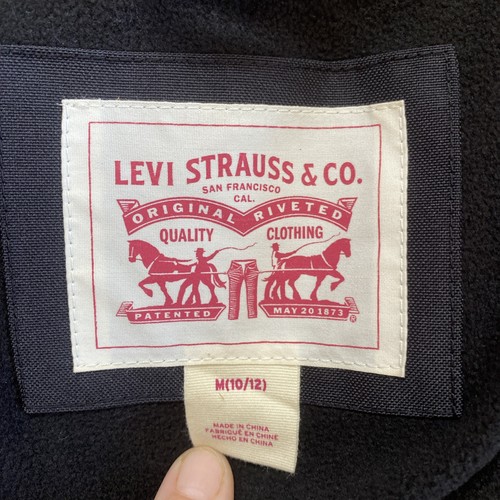 LEVI STRAUSS & CO.
SAN FRANCISCO
CAL.
ORIGINAL RIVETED
QUALITY CLOTHING
PATENTED MAY 20 1873
®
M(10/12)
MADE IN CHINA
FABRIQUÉ EN CHINE
HECHO EN CHINA